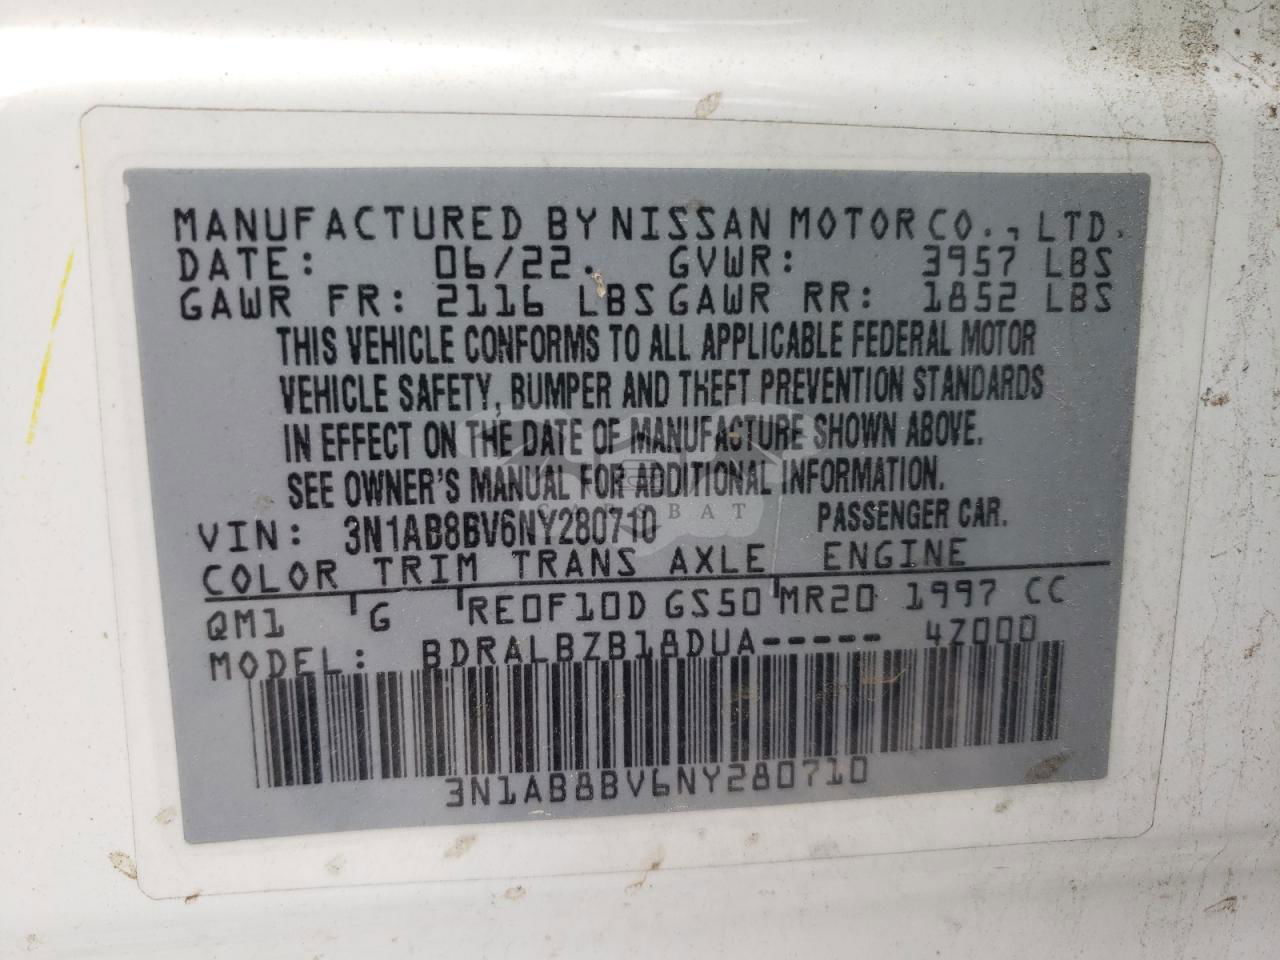 MANUFACTURED BY NISSAN MOTOR CO., LTD.
DATE: 06/22. GVWR: 3957 LBS
GAWR FR: 2116 LBS GAWR RR: 1852 LBS
THIS VEHICLE CONFORMS TO ALL APPLICABLE FEDERAL MOTOR
VEHICLE SAFETY, BUMPER AND THEFT PREVENTION STANDARDS
IN EFFECT ON THE DATE OF MANUFACTURE SHOWN ABOVE.
SEE OWNER'S MANUAL FOR ADDITIONAL INFORMATION.
CARSBAT
VIN: 3N1AB8BV6NY280710 PASSENGER CAR.
COLOR TRIM TRANS AXLE ENGINE
QM1 G RE0F10D GS50 MR20 1997 CC
MODEL: BDRALBZB18DUA----- 4Z000
3N1AB8BV6NY280710